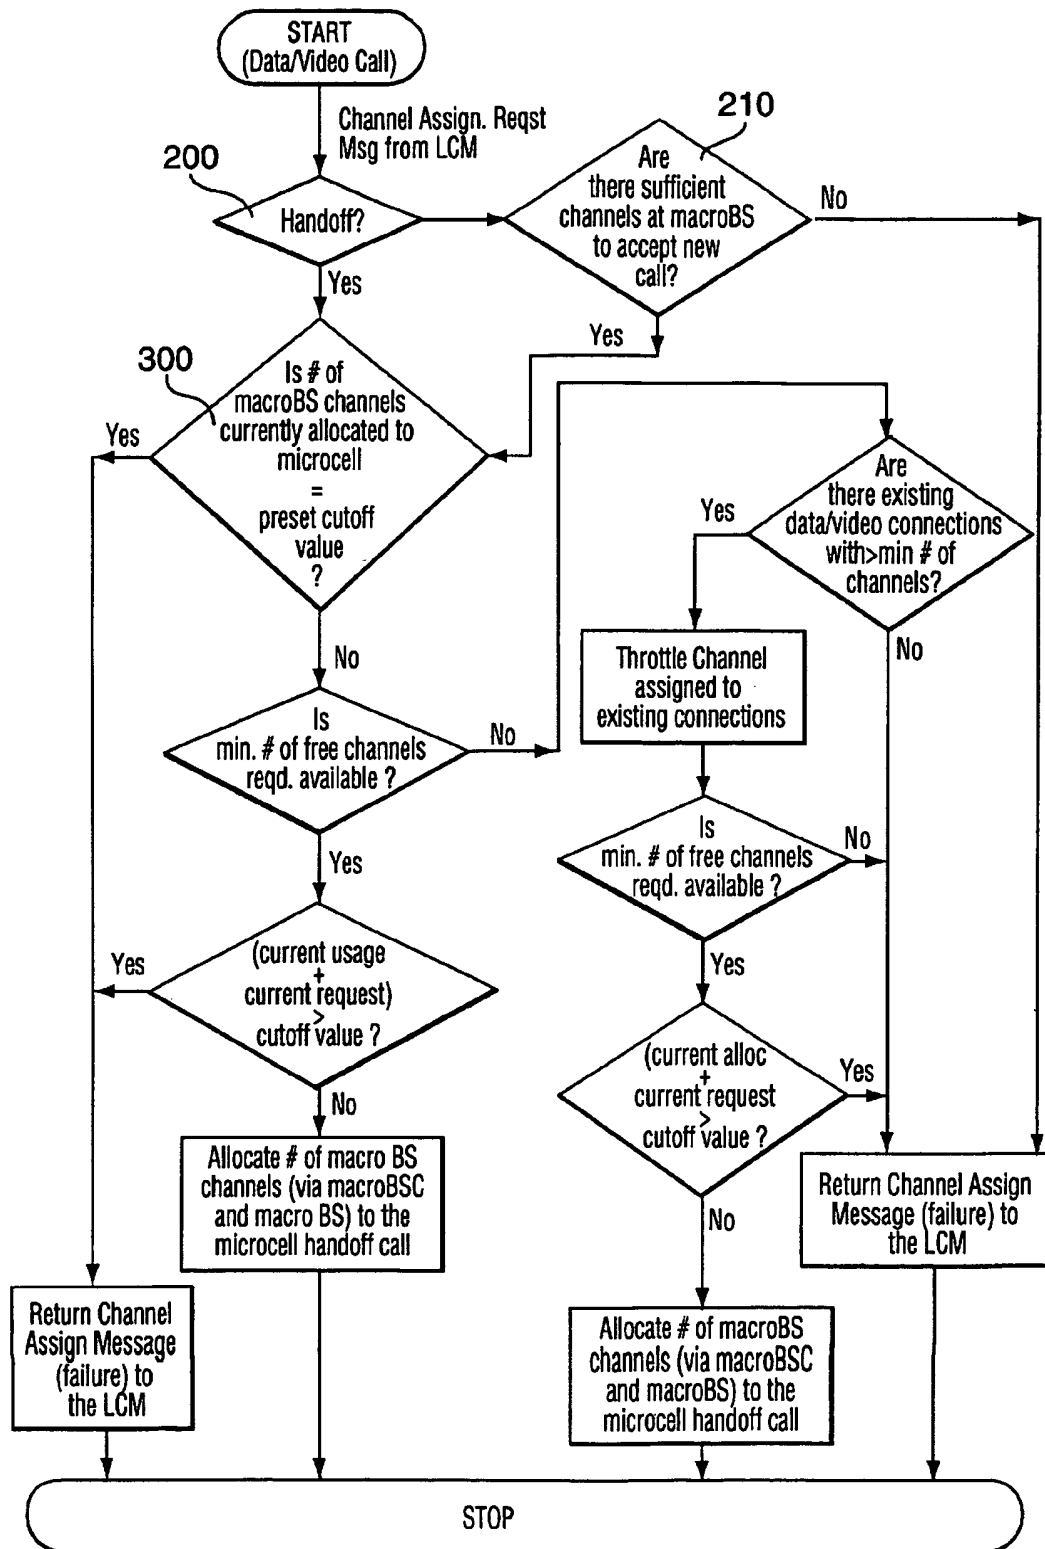 START
(Data/Video Call)
Channel Assign. Reqst
Msg from LCM
200
Handoff?
210
Are
there sufficient
channels at macroBS
to accept new
call?
No
Yes
Yes
300
Is # of
macroBS channels
currently allocated to
microcell
=
preset cutoff
value
?
Yes
No
Are
there existing
data/video connections
with>min # of
channels?
Yes
No
Throttle Channel
assigned to
existing connections
Is
min. # of free channels
reqd. available ?
No
Yes
Is
min. # of free channels
reqd. available ?
No
Yes
(current usage
+
current request)
>
cutoff value ?
Yes
No
(current alloc
+
current request
>
cutoff value ?
Yes
No
Allocate # of macro BS
channels (via macroBSC
and macro BS) to the
microcell handoff call
Return Channel Assign
Message (failure) to
the LCM
Return Channel
Assign Message
(failure) to
the LCM
Allocate # of macroBS
channels (via macroBSC
and macroBS) to the
microcell handoff call
STOP